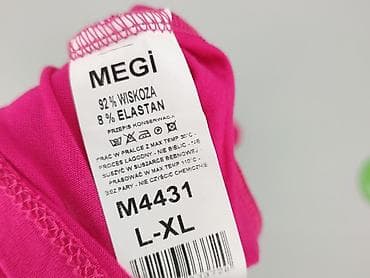 MEGi
92% WISKOZA
8% ELASTAN
PRZEPIS KONSERWACJI
PRAĆ W PRALCE Z MAX TEMP 30°C -
PROCES ŁAGODNY - NIE BIELIĆ - NIE
SUSZYĆ W SUSZARCE BĘBNOWEJ -
PRASOWAĆ W MAX TEMP 110°C -
BEZ PARY - NIE CZYŚCIĆ CHEMICZNIE
M4431
L-XL